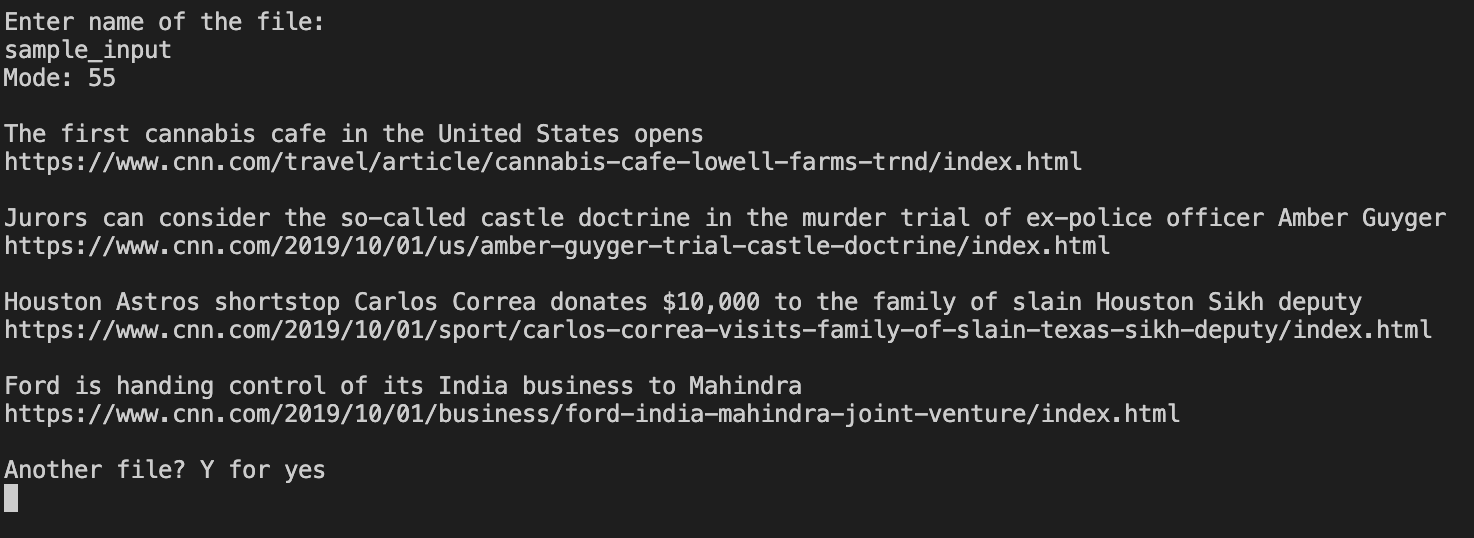 Enter name of the file:
sample_input
Mode: 55
The first cannabis cafe in the United States opens
https://www.cnn.com/travel/article/cannabis-cafe-lowell-farms-trnd/index.html
Jurors can consider the so-called castle doctrine in the murder trial of ex-police officer Amber Guyger
https://www.cnn.com/2019/10/01/us/amber-guyger-trial-castle-doctrine/index.html
Houston Astros shortstop Carlos Correa donates $10,000 to the family of slain Houston Sikh deputy
https://www.cnn.com/2019/10/01/sport/carlos-correa-visits-family-of-slain-texas-sikh-deputy/index.html
Ford is handing control of its India business to Mahindra
https://www.cnn.com/2019/10/01/business/ford-india-mahindra-joint-venture/index.html
Another file? Y for yes